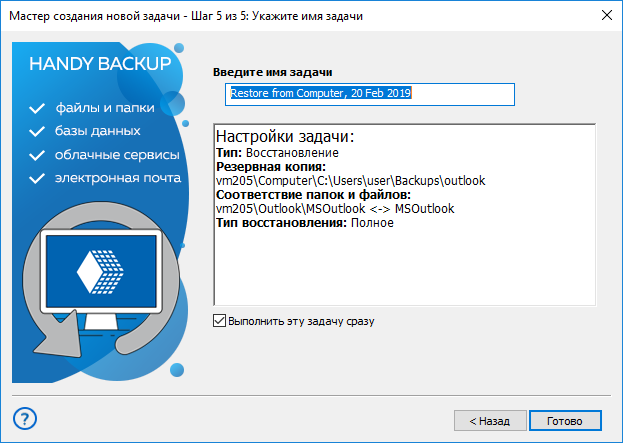 Мастер создания новой задачи - Шаг 5 из 5: Укажите имя задачи
HANDY BACKUP
файлы и папки
базы данных
облачные сервисы
электронная почта
Введите имя задачи
Restore from Computer, 20 Feb 2019
Настройки задачи:
Тип: Восстановление
Резервная копия:
vm205\Computer\C:\Users\user\Backups\outlook
Соответствие папок и файлов:
vm205\Outlook\MSOutlook <-> MSOutlook
Тип восстановления: Полное
Выполнить эту задачу сразу
?
< Назад
Готово